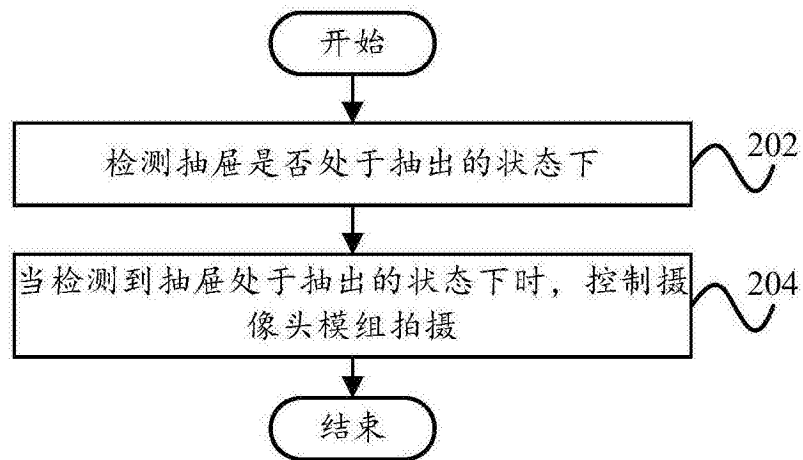 开始
检测抽屉是否处于抽出的状态下
202
当检测到抽屉处于抽出的状态下时，控制摄
像头模组拍摄
204
结束